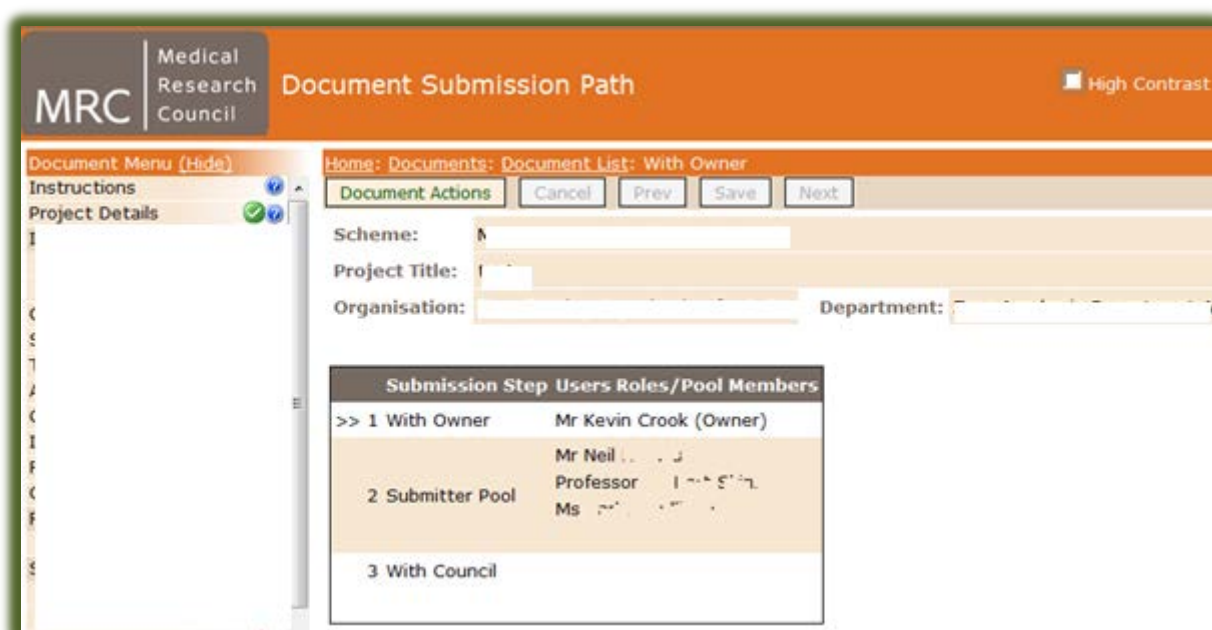 MRC
Medical
Research
Council
Document Submission Path
High Contrast
Document Menu (Hide)
Instructions
Project Details
Home: Documents: Document List: With Owner
Document Actions Cancel Prev Save Next
Scheme:
Project Title:
Organisation: Department:
Submission Step Users Roles/Pool Members
>> 1 With Owner Mr Kevin Crook (Owner)
Mr Neil
2 Submitter Pool Professor
Ms
3 With Council